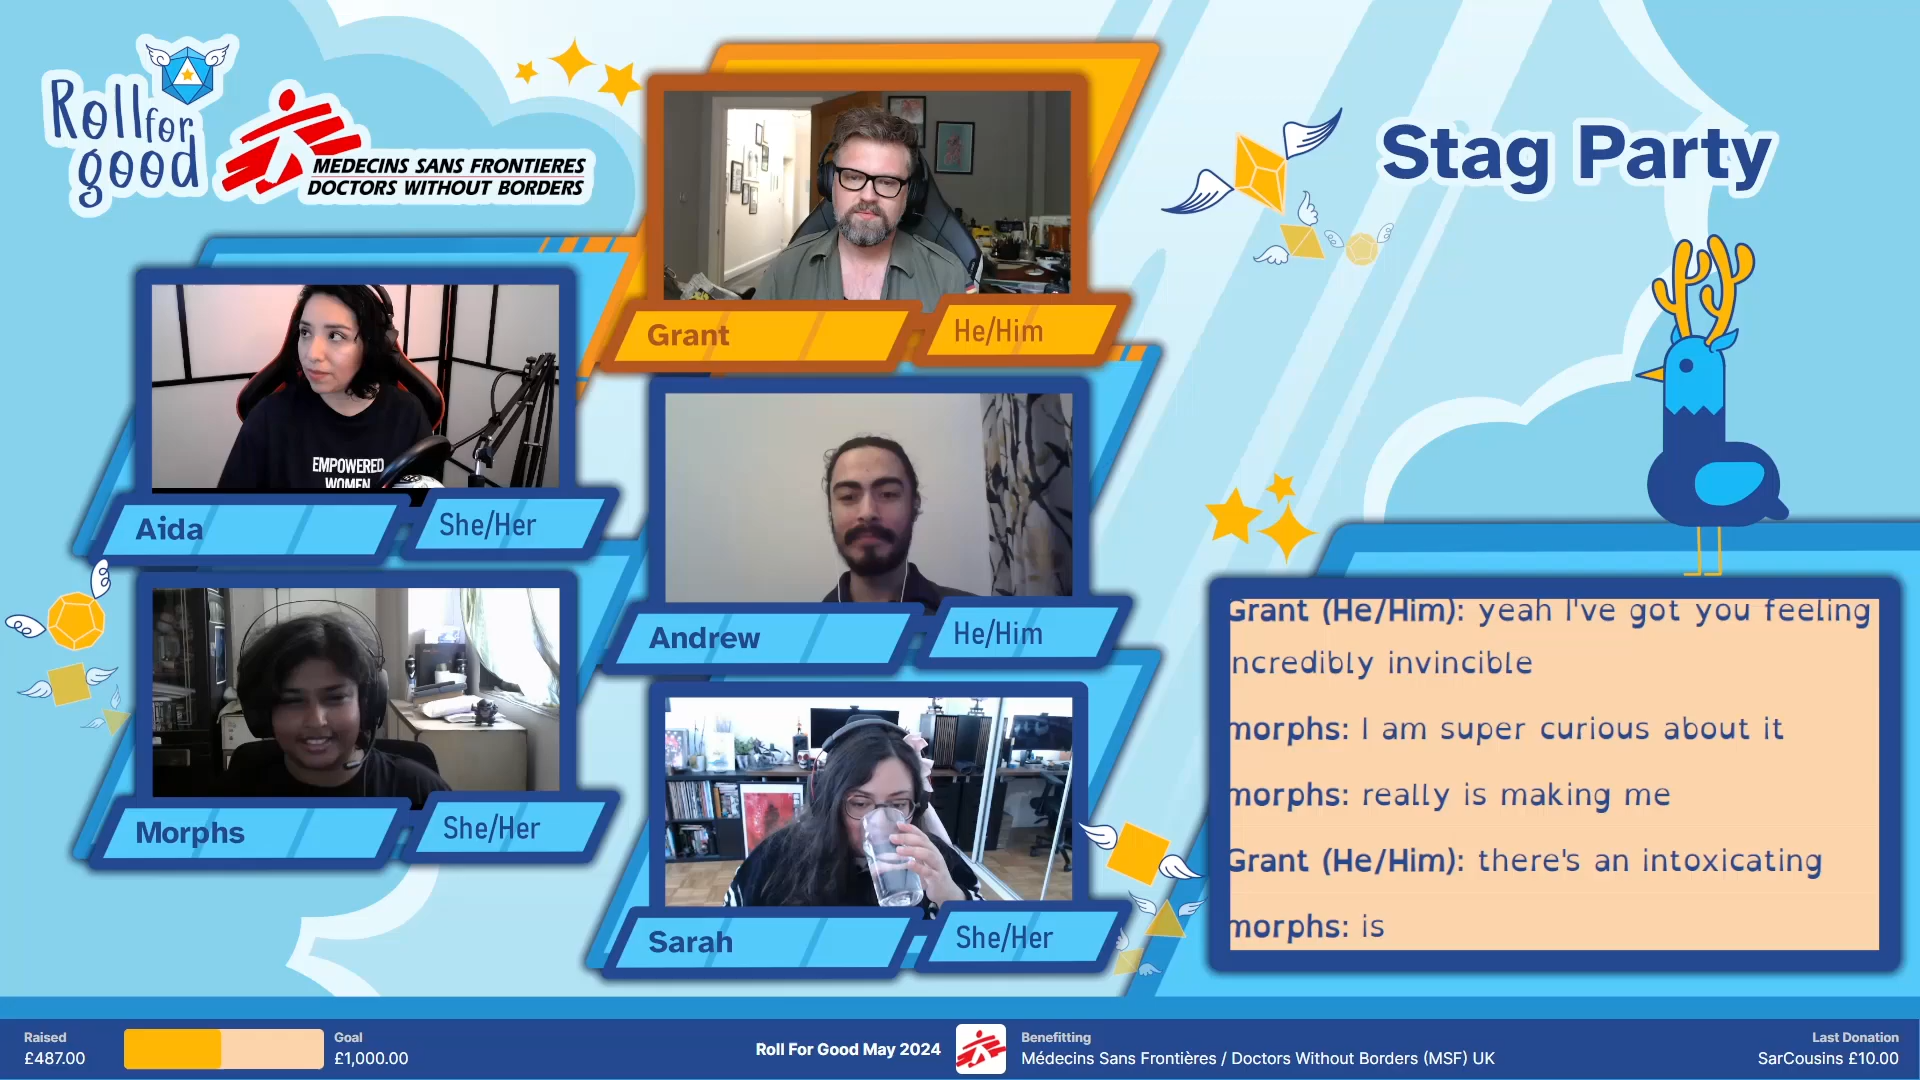 Roll for good
MEDECINS SANS FRONTIERES
DOCTORS WITHOUT BORDERS
Stag Party
Grant
He/Him
EMPOWERED
WOMEN
Aida
She/Her
Andrew
He/Him
Morphs
She/Her
Sarah
She/Her
Grant (He/Him): yeah I've got you feeling
ncredibly invincible
morphs: I am super curious about it
morphs: really is making me
Grant (He/Him): there's an intoxicating
morphs: is
Raised
£487.00
Goal
£1,000.00
Roll For Good May 2024
Benefitting
Médecins Sans Frontières / Doctors Without Borders (MSF) UK
Last Donation
SarCousins £10.00